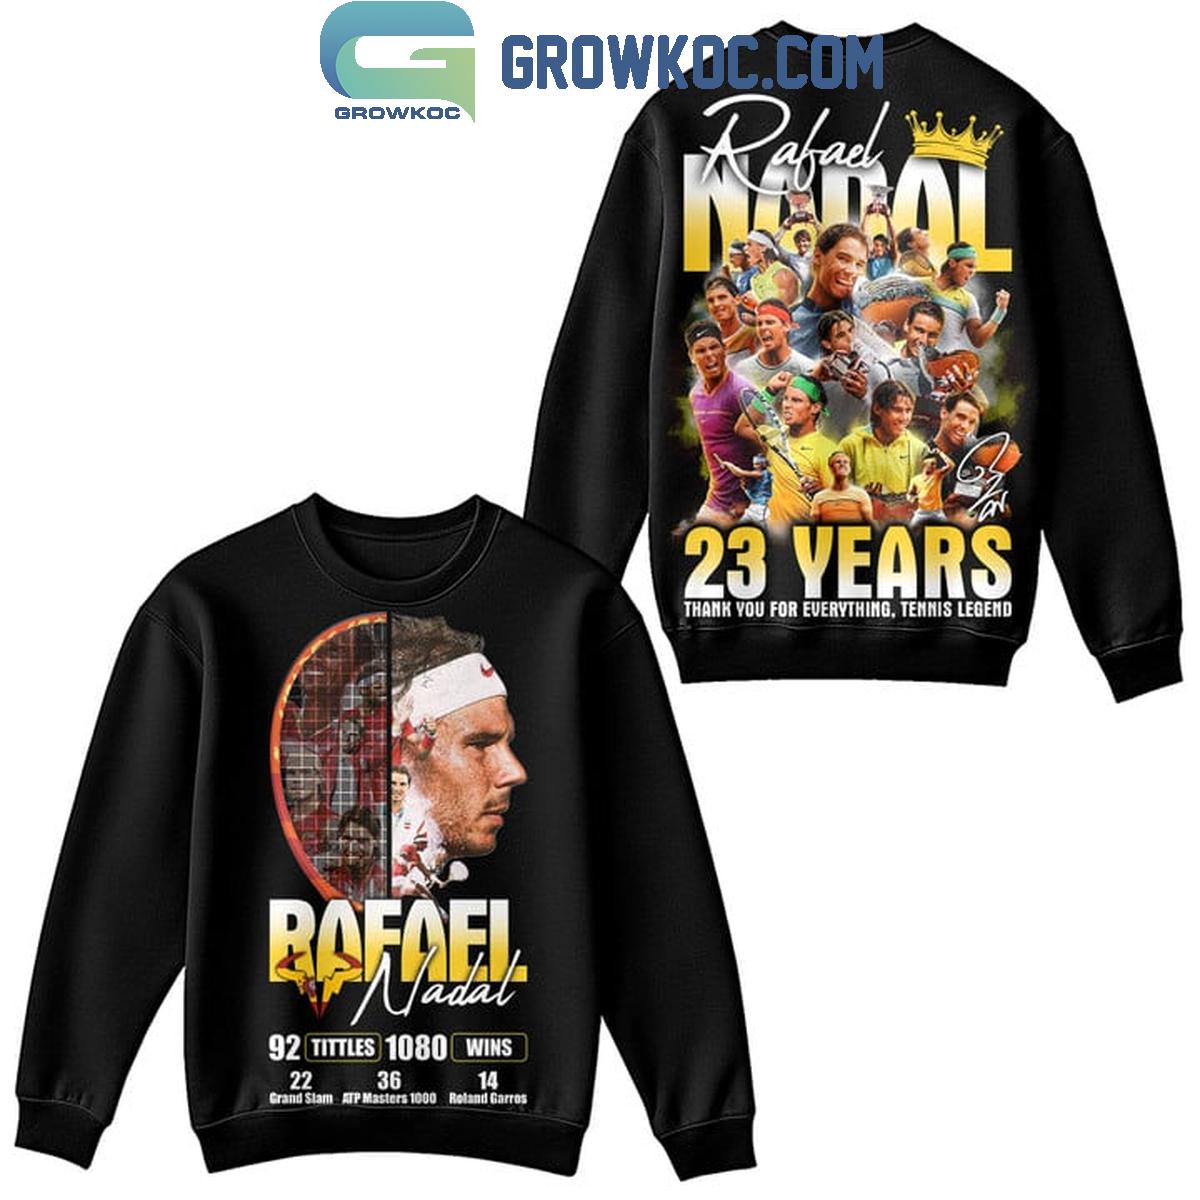 GROWKOC
GROWKOC.COM
Rafael
NADAL
23 YEARS
THANK YOU FOR EVERYTHING, TENNIS LEGEND
RAFAEL
Nadal
92 TITTLES 1080 WINS
22 36 14
Grand Slam ATP Masters 1000 Roland Garros